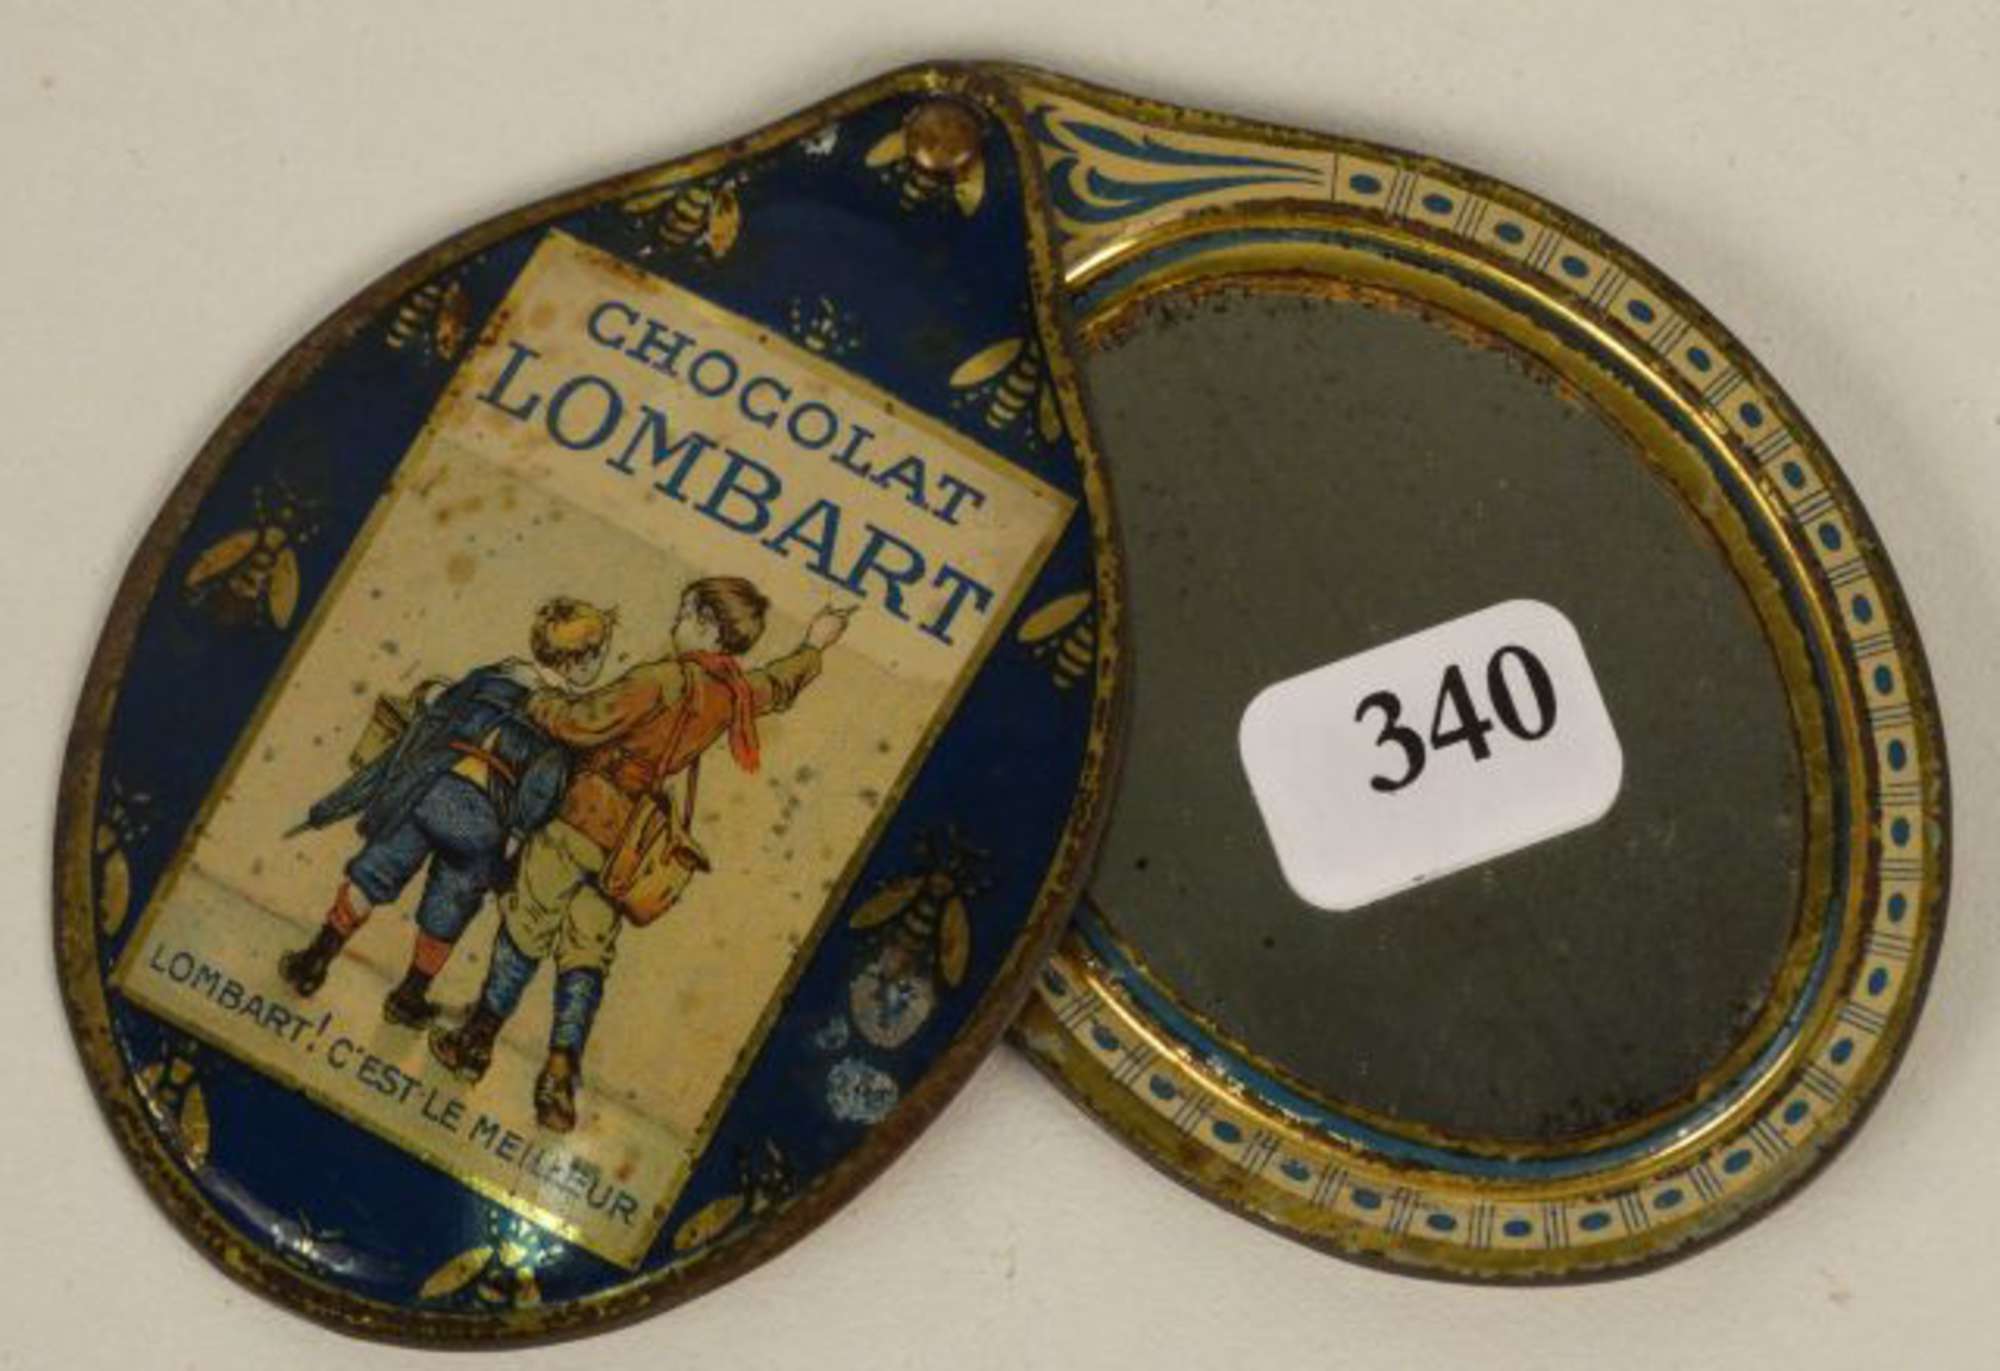 CHOCOLAT
LOMBART
LOMBART! C'EST LE MEILLEUR
340